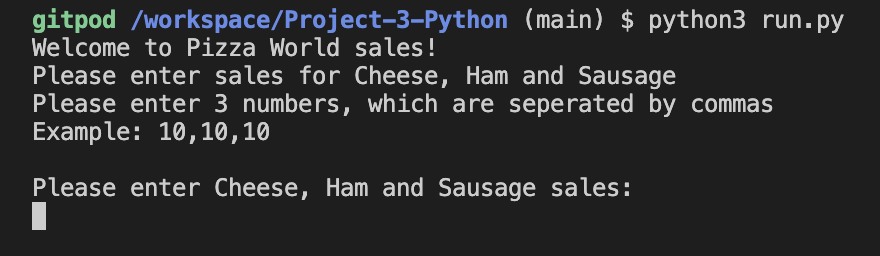 gitpod /workspace/Project-3-Python (main) $ python3 run.py
Welcome to Pizza World sales!
Please enter sales for Cheese, Ham and Sausage
Please enter 3 numbers, which are seperated by commas
Example: 10,10,10
Please enter Cheese, Ham and Sausage sales: